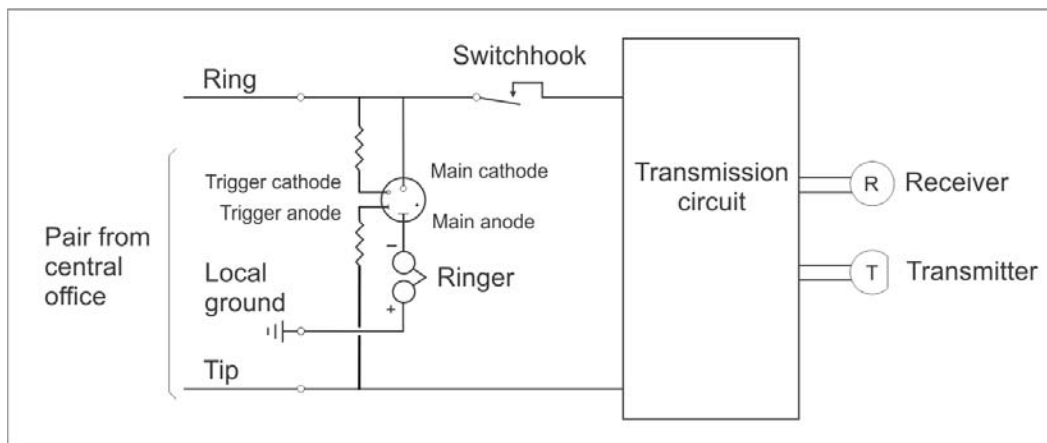 Switchhook
Ring
Main cathode
Trigger cathode
Trigger anode
Main anode
Transmission
circuit
R
Receiver
Pair from
central
office
Local
ground
−
Ringer
+
T
Transmitter
Tip